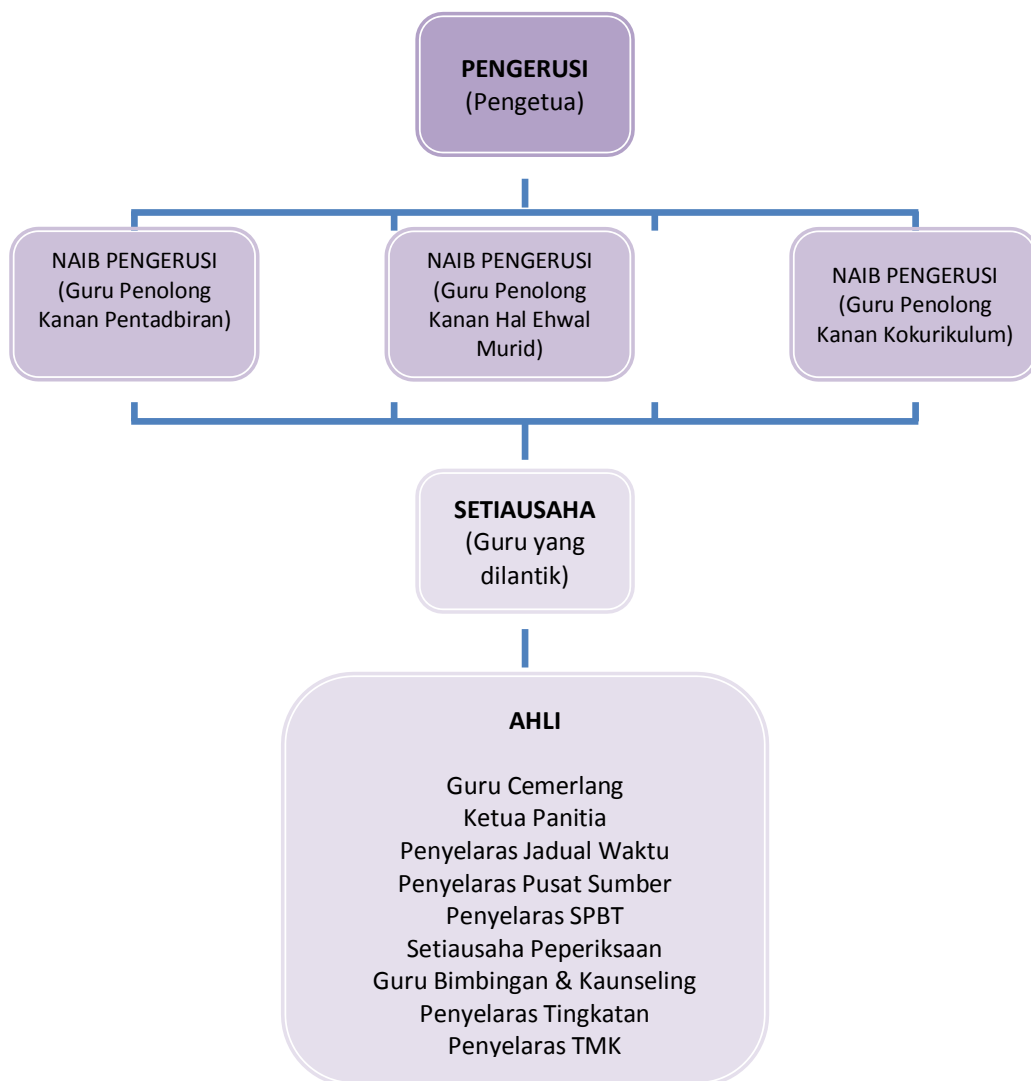 PENGERUSI
(Pengetua)
NAIB PENGERUSI
(Guru Penolong
Kanan Pentadbiran)
NAIB PENGERUSI
(Guru Penolong
Kanan Hal Ehwal
Murid)
NAIB PENGERUSI
(Guru Penolong
Kanan Kokurikulum)
SETIAUSAHA
(Guru yang
dilantik)
AHLI
Guru Cemerlang
Ketua Panitia
Penyelaras Jadual Waktu
Penyelaras Pusat Sumber
Penyelaras SPBT
Setiausaha Peperiksaan
Guru Bimbingan & Kaunseling
Penyelaras Tingkatan
Penyelaras TMK